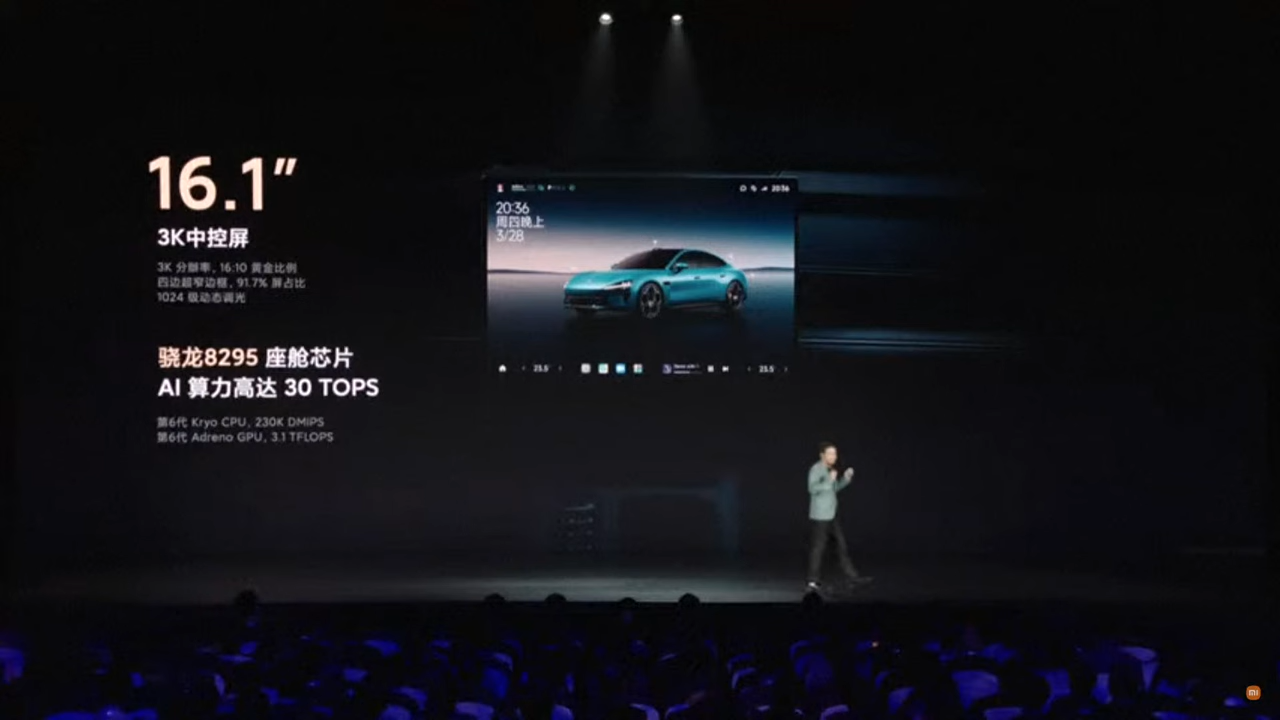 16.1”
3K中控屏
3K 分辨率，16:10 黄金比例
四边超窄边框，91.7% 屏占比
1024 级动态调光
骁龙8295 座舱芯片
AI 算力高达 30 TOPS
第6代 Kryo CPU，230K DMIPS
第6代 Adreno GPU，3.1 TFLOPS
20:36
20:36
周四晚上
3/28
23.5°
23.5°
mi